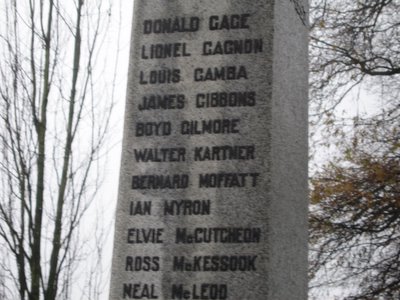 DONALD GAGE
LIONEL GAGNON
LOUIS GAMBA
JAMES GIBBONS
BOYD GILMORE
WALTER KARTNER
BERNARD MOFFATT
IAN MYRON
ELVIE McCUTCHEON
ROSS McKESSOCK
NEAL McLEOD